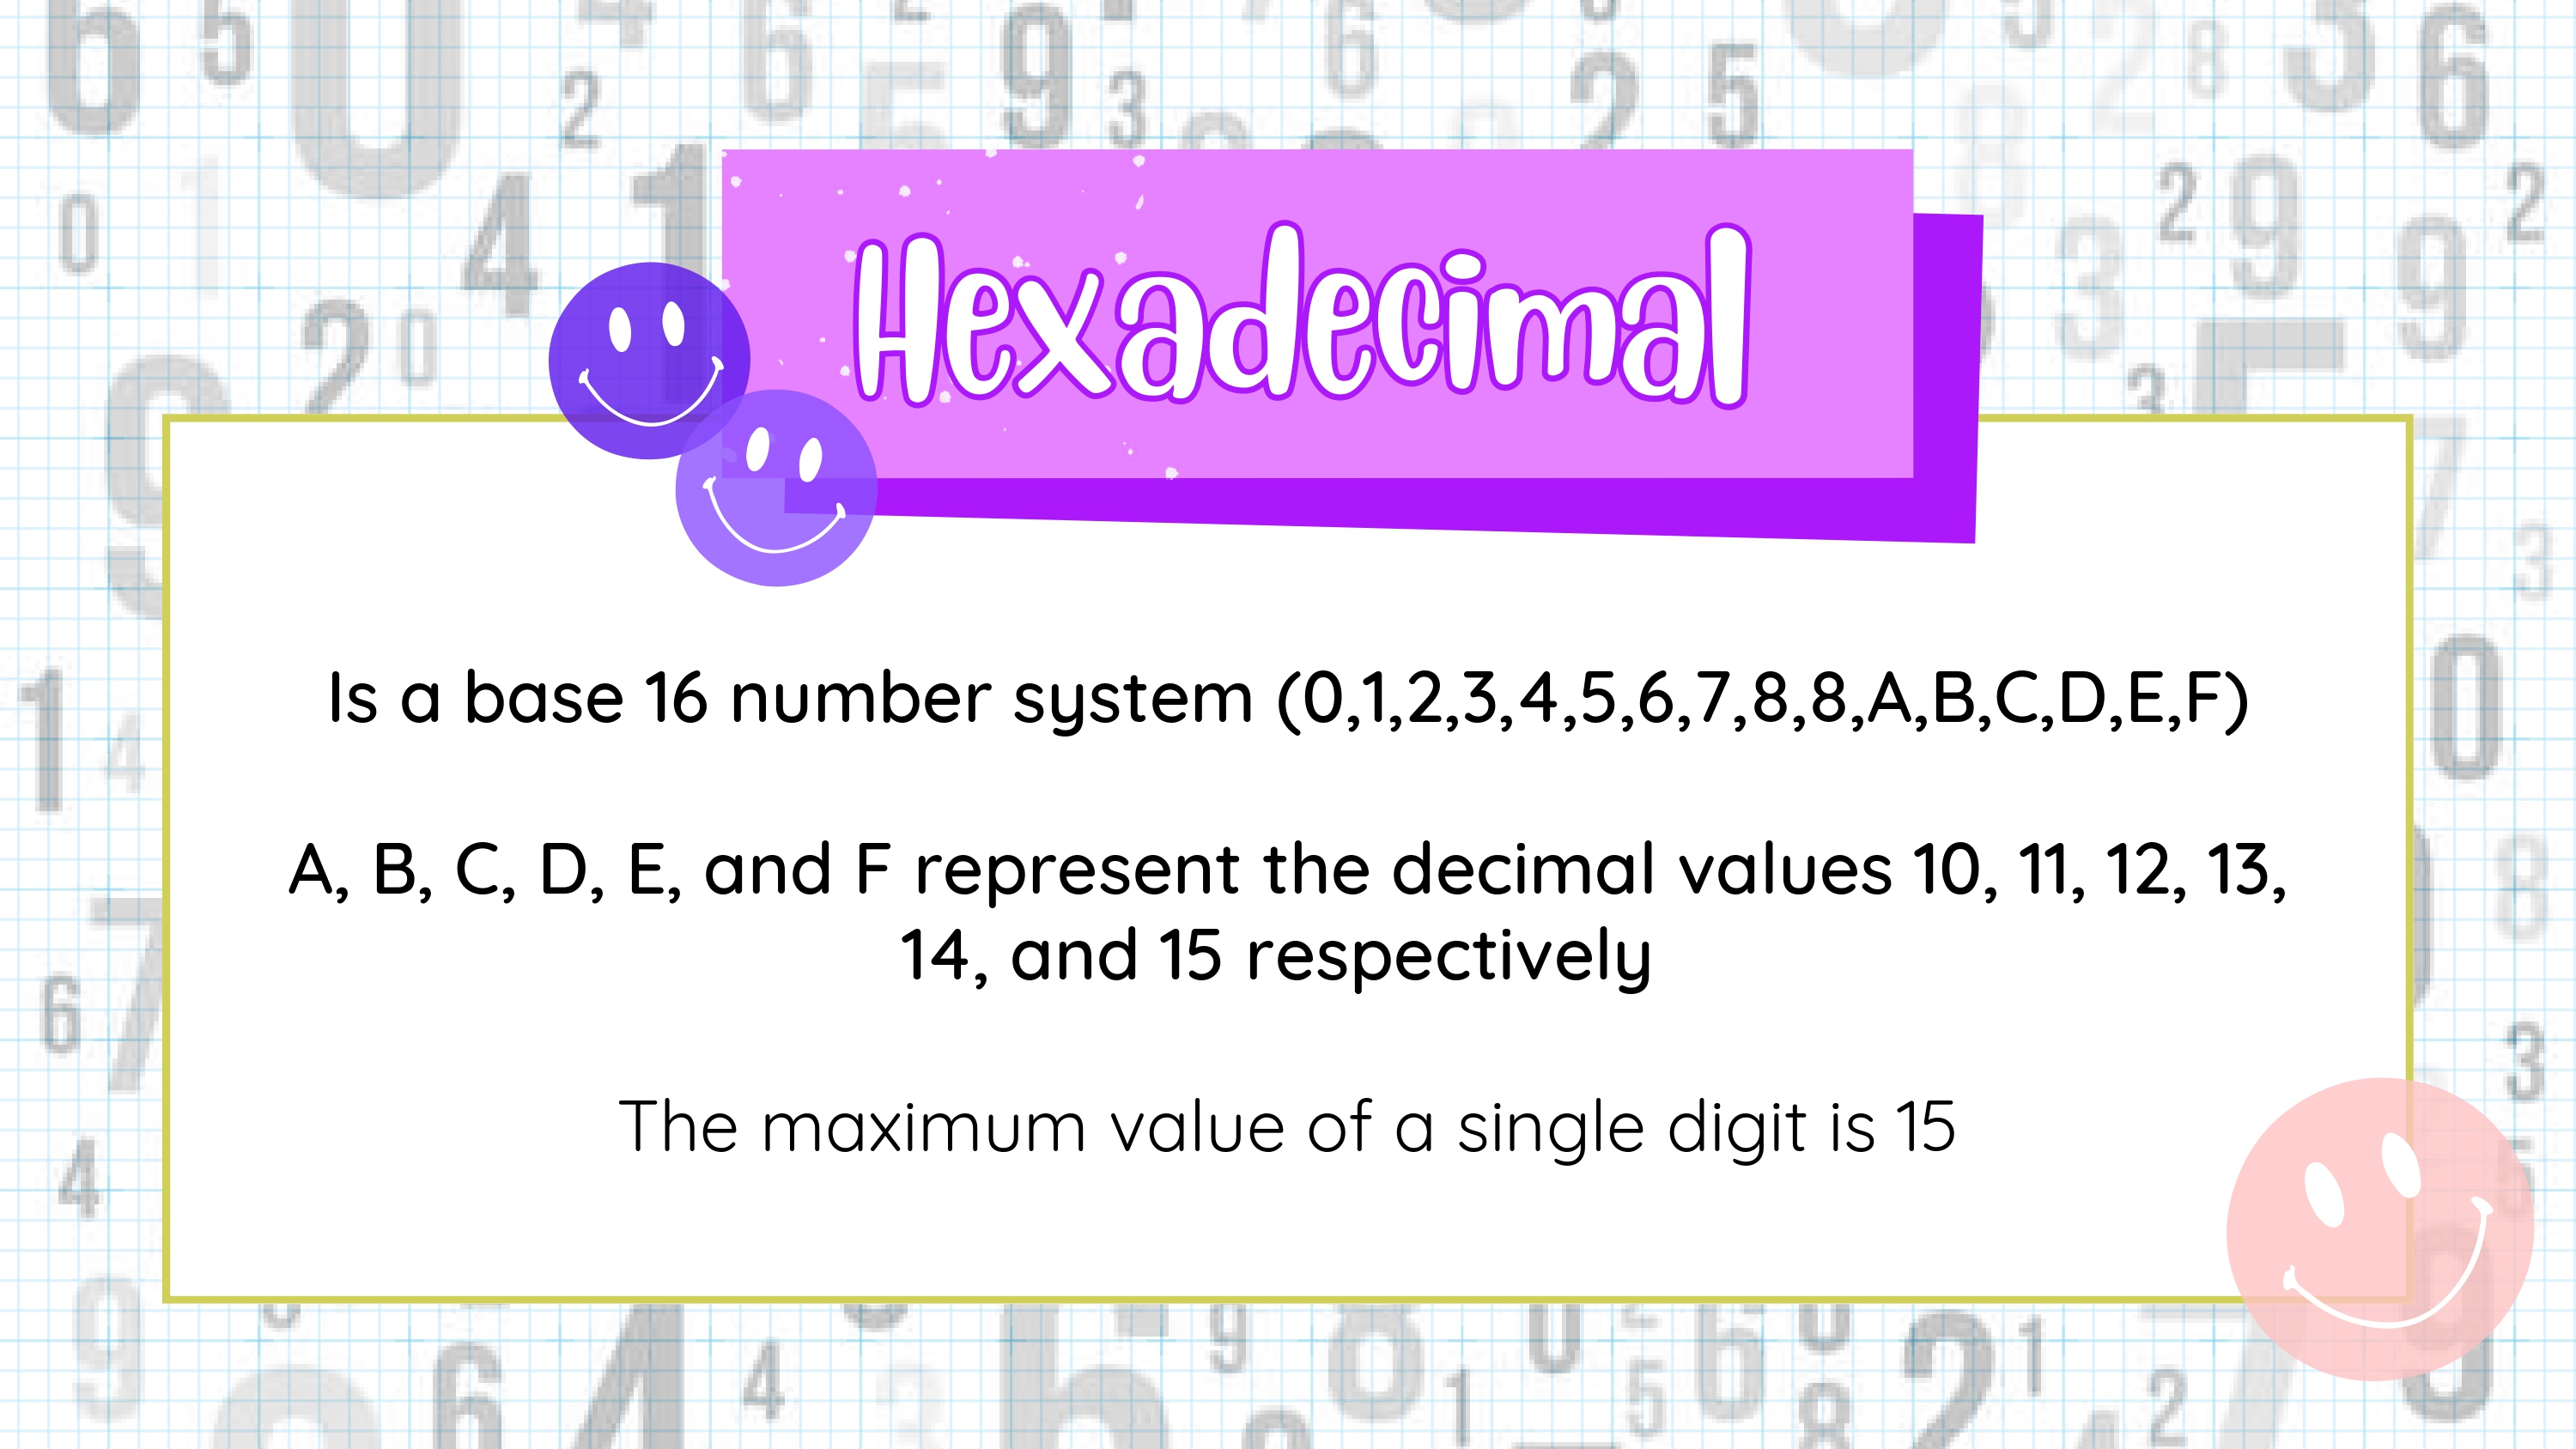 Hexadecimal
Is a base 16 number system (0,1,2,3,4,5,6,7,8,8,A,B,C,D,E,F)
A, B, C, D, E, and F represent the decimal values 10, 11, 12, 13,
14, and 15 respectively
The maximum value of a single digit is 15